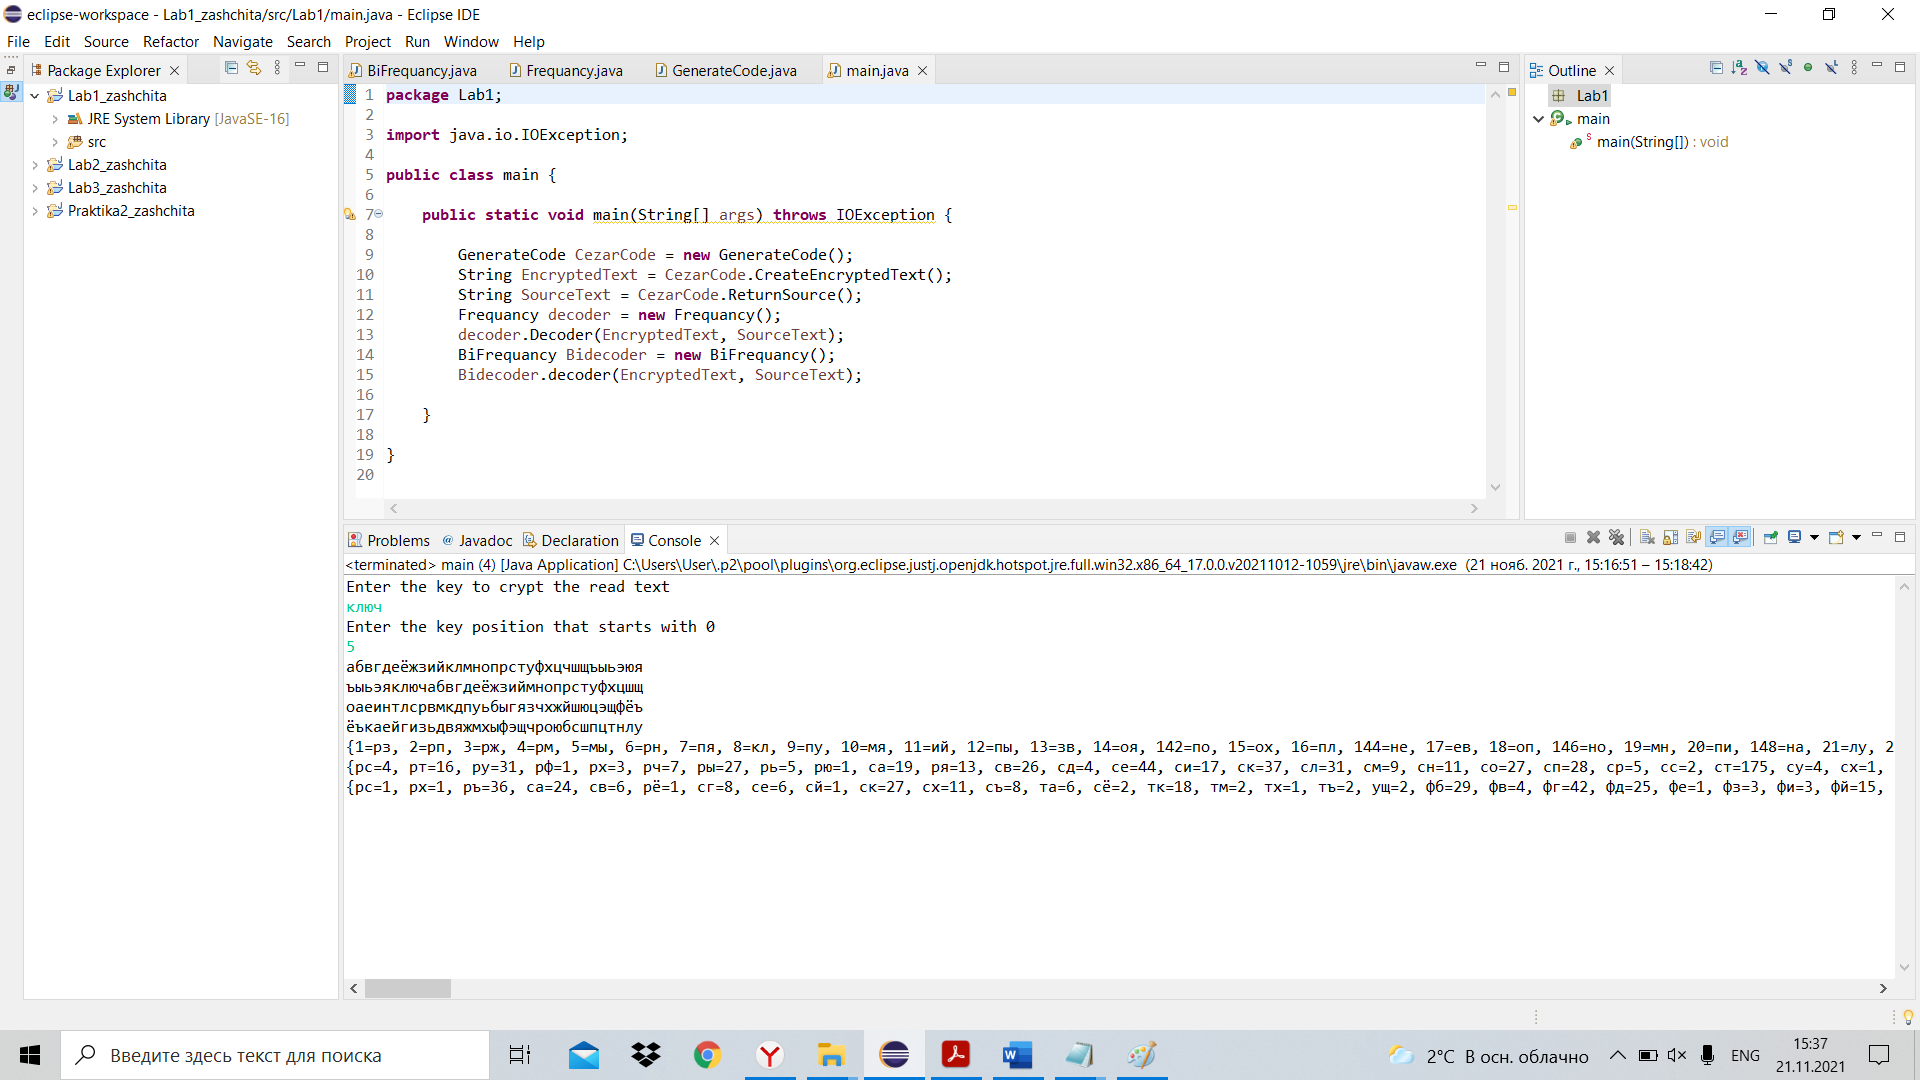 eclipse-workspace - Lab1_zashchita/src/Lab1/main.java - Eclipse IDE
File Edit Source Refactor Navigate Search Project Run Window Help
Package Explorer
Lab1_zashchita
JRE System Library [JavaSE-16]
src
Lab2_zashchita
Lab3_zashchita
Praktika2_zashchita
BiFrequancy.java Frequancy.java GenerateCode.java main.java
1 package Lab1;
2
3 import java.io.IOException;
4
5 public class main {
6
7 public static void main(String[] args) throws IOException {
8
9 GenerateCode CezarCode = new GenerateCode();
10 String EncryptedText = CezarCode.CreateEncryptedText();
11 String SourceText = CezarCode.ReturnSource();
12 Frequancy decoder = new Frequancy();
13 decoder.Decoder(EncryptedText, SourceText);
14 BiFrequancy Bidecoder = new BiFrequancy();
15 Bidecoder.decoder(EncryptedText, SourceText);
16
17 }
18
19 }
20
Outline
Lab1
main
main(String[]) : void
Problems Javadoc Declaration Console
<terminated> main (4) [Java Application] C:\Users\User\.p2\pool\plugins\org.eclipse.justj.openjdk.hotspot.jre.full.win32.x86_64_17.0.0.v20211012-1059\jre\bin\javaw.exe (21 нояб. 2021 г., 15:16:51 – 15:18:42)
Enter the key to crypt the read text
ключ
Enter the key position that starts with 0
5
абвгдеёжзийклмнопрстуфхцчшщъыьэюя
ъыьэяключабвгдеёжзиймнопрстуфхцшщ
оаеинтлсрвмкдпуьбыгязчхжйшюцэщфёъ
ёъкаейгизьдвяжмхыфэщчроюбсшпцтнлу
{1=рз, 2=рп, 3=рж, 4=рм, 5=мы, 6=рн, 7=пя, 8=кл, 9=пу, 10=мя, 11=ий, 12=пы, 13=зв, 14=оя, 142=по, 15=ох, 16=пл, 144=не, 17=ев, 18=оп, 146=но, 19=мн, 20=пи, 148=на, 21=лу, 2
{рс=4, рт=16, ру=31, рф=1, рх=3, рч=7, ры=27, рь=5, рю=1, са=19, ря=13, св=26, сд=4, се=44, си=17, ск=37, сл=31, см=9, сн=11, со=27, сп=28, ср=5, сс=2, ст=175, су=4, сх=1,
{рс=1, рх=1, ръ=36, са=24, св=6, рё=1, сг=8, се=6, сй=1, ск=27, сх=11, съ=8, та=6, сё=2, тк=18, тм=2, тх=1, тъ=2, ущ=2, фб=29, фв=4, фг=42, фд=25, фе=1, фз=3, фи=3, фй=15,
Введите здесь текст для поиска
2°C В осн. облачно
ENG
15:37
21.11.2021